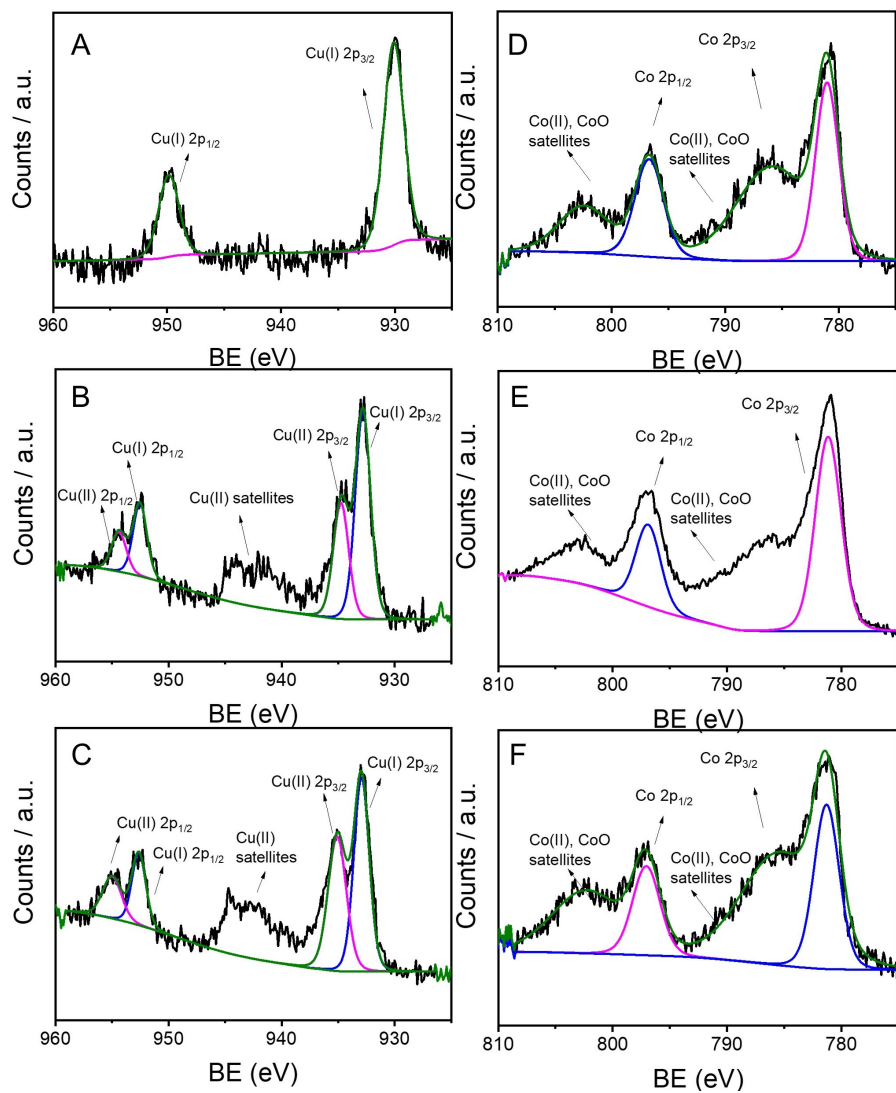 A
Cu(I) 2p3/2
Cu(I) 2p1/2
Counts / a.u.
960 950 940 930
BE (eV)
D
Co 2p3/2
Co 2p1/2
Co(II), CoO
satellites
Co(II), CoO
satellites
Counts / a.u.
810 800 790 780
BE (eV)
B
Cu(I) 2p3/2
Cu(II) 2p3/2
Cu(I) 2p1/2
Cu(II) 2p1/2
Cu(II) satellites
Counts / a.u.
960 950 940 930
BE (eV)
E
Co 2p3/2
Co 2p1/2
Co(II), CoO
satellites
Co(II), CoO
satellites
Counts / a.u.
810 800 790 780
BE (eV)
C
Cu(I) 2p3/2
Cu(II) 2p3/2
Cu(II) 2p1/2
Cu(I) 2p1/2
Cu(II)
satellites
Counts / a.u.
960 950 940 930
BE (eV)
F
Co 2p3/2
Co 2p1/2
Co(II), CoO
satellites
Co(II), CoO
satellites
Counts / a.u.
810 800 790 780
BE (eV)